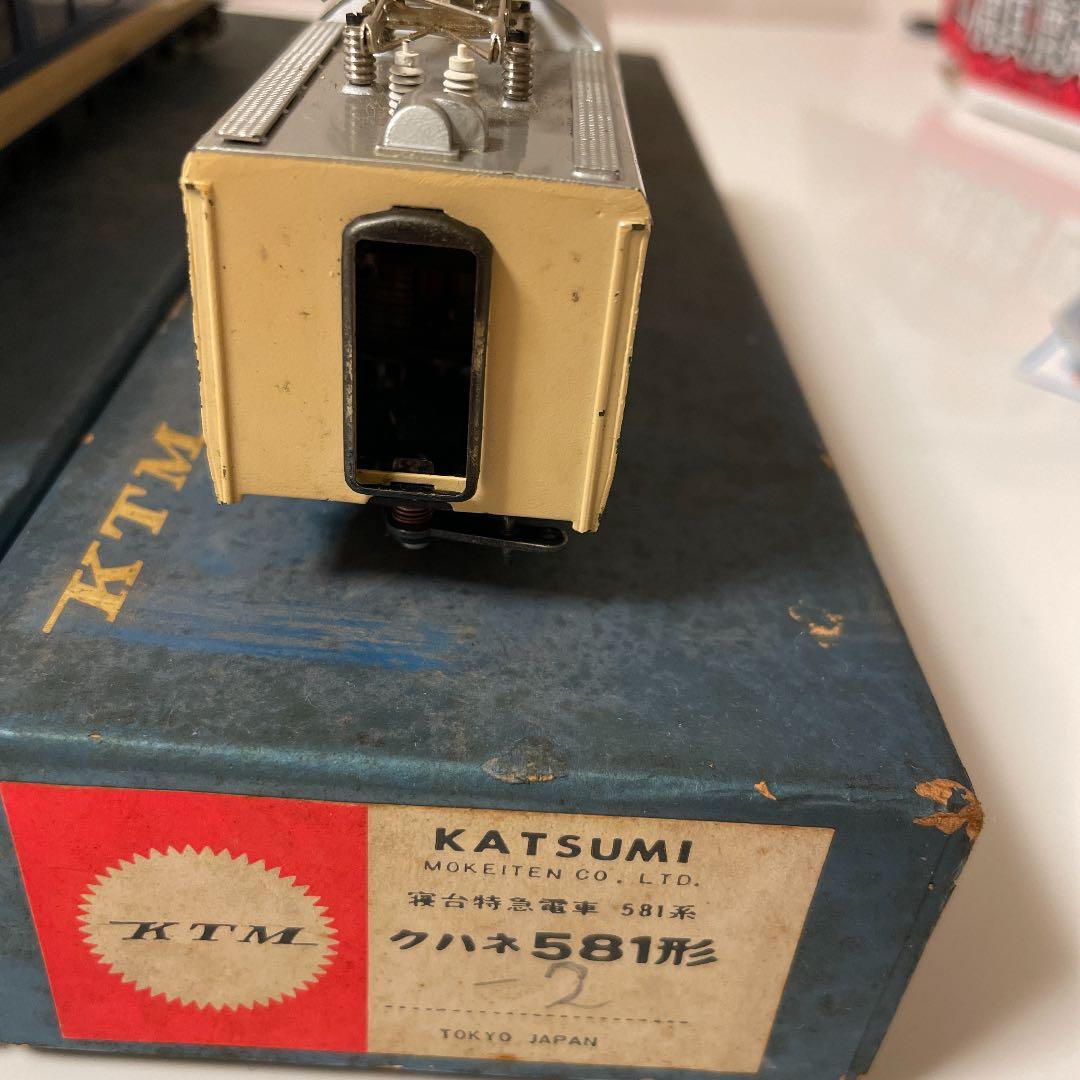 KTM
KATSUMI
MOKEITEN CO. LTD.
寝台特急電車 581系
クハネ581形
-2
KTM
TOKYO JAPAN